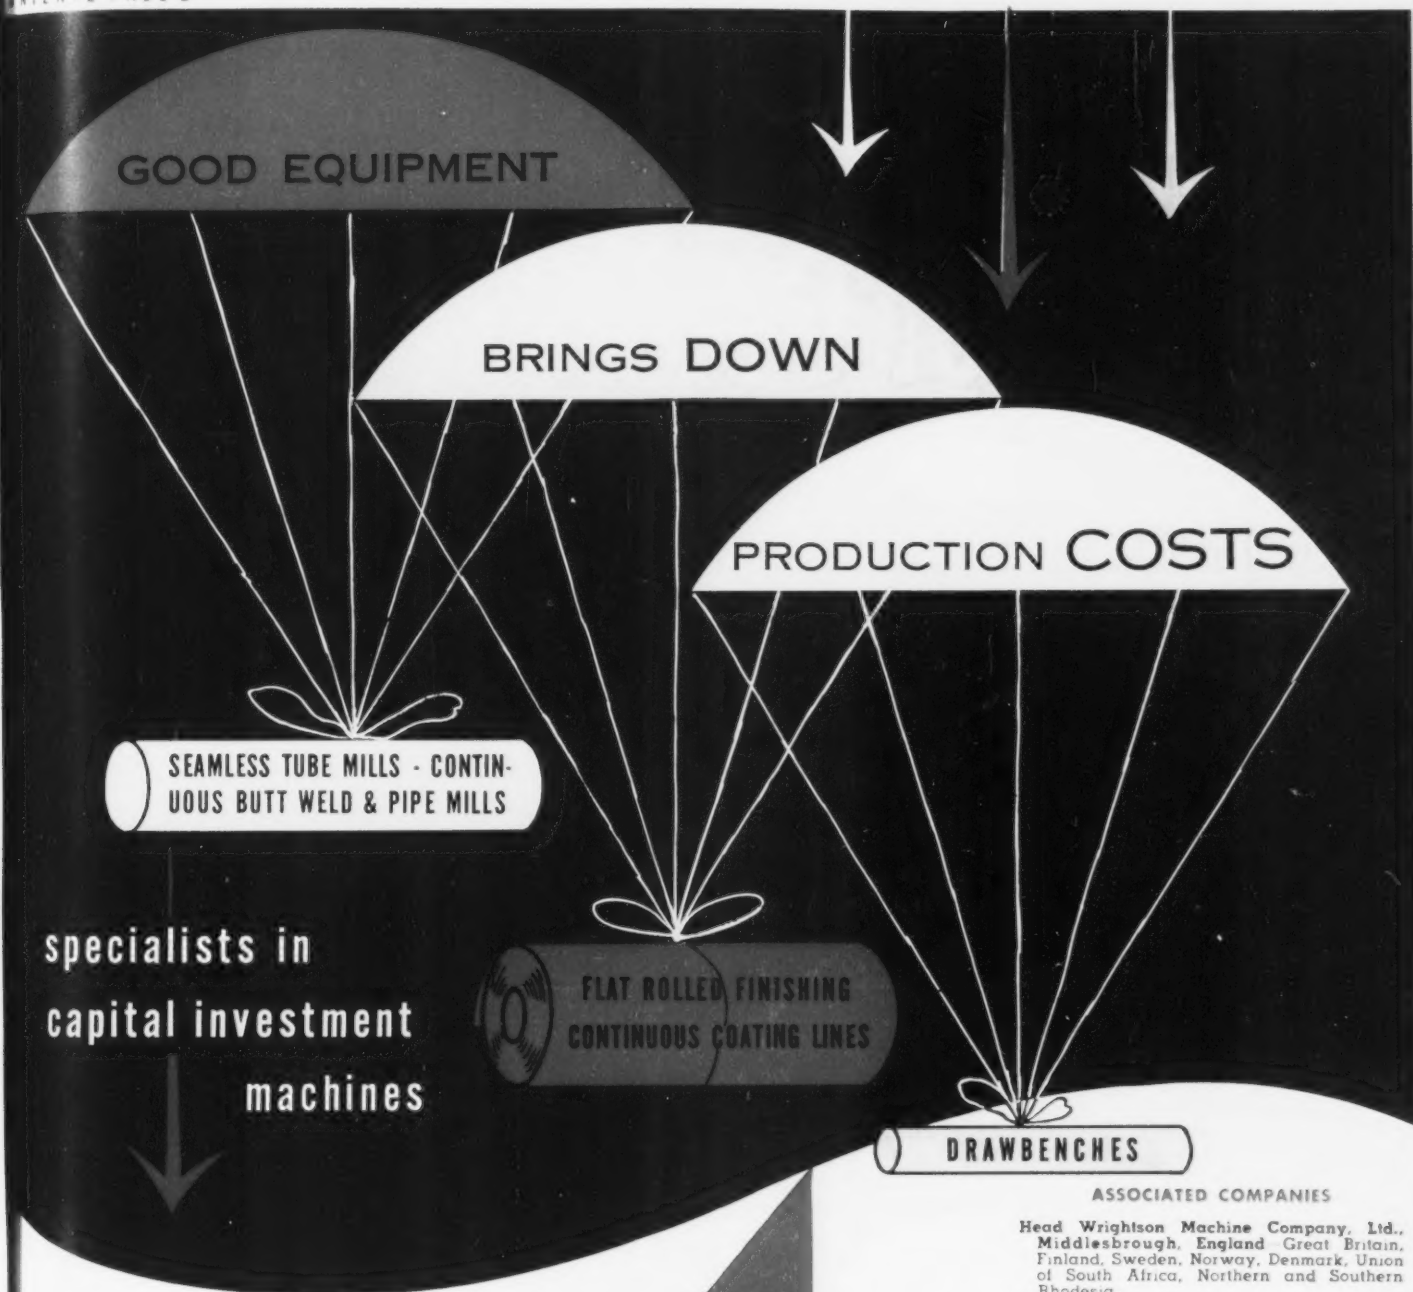 GOOD EQUIPMENT
BRINGS DOWN
PRODUCTION COSTS
SEAMLESS TUBE MILLS - CONTIN-
UOUS BUTT WELD & PIPE MILLS
specialists in
capital investment
machines
FLAT ROLLED FINISHING
CONTINUOUS COATING LINES
DRAWBENCHES
ASSOCIATED COMPANIES
Head Wrightson Machine Company, Ltd.,
Middlesbrough, England Great Britain,
Finland, Sweden, Norway, Denmark, Union
of South Africa, Northern and Southern
Rhodesia